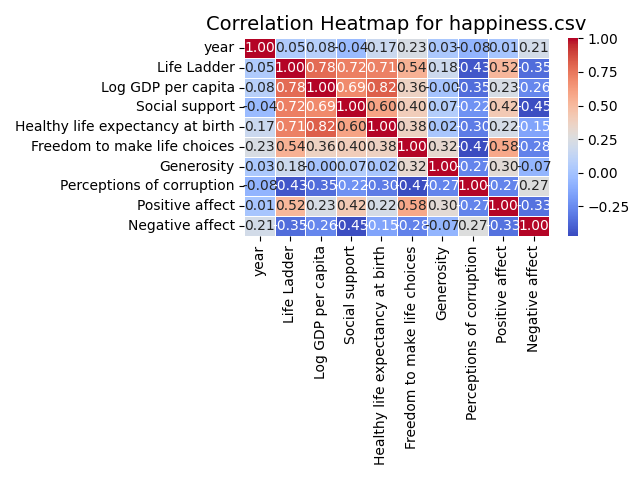 Correlation Heatmap for happiness.csv
year 1.00 0.05 0.08 -0.04 0.17 0.23 0.03 -0.08 0.01 0.21
Life Ladder 0.05 1.00 0.78 0.72 0.71 0.54 0.18 -0.43 0.52 -0.35
Log GDP per capita 0.08 0.78 1.00 0.69 0.82 0.36 -0.00 -0.35 0.23 -0.26
Social support -0.04 0.72 0.69 1.00 0.60 0.40 0.07 -0.22 0.42 -0.45
Healthy life expectancy at birth 0.17 0.71 0.82 0.60 1.00 0.38 0.02 -0.30 0.22 -0.15
Freedom to make life choices 0.23 0.54 0.36 0.40 0.38 1.00 0.32 -0.47 0.58 -0.28
Generosity 0.03 0.18 -0.00 0.07 0.02 0.32 1.00 -0.27 0.30 -0.07
Perceptions of corruption -0.08 -0.43 -0.35 -0.22 -0.30 -0.47 -0.27 1.00 -0.27 0.27
Positive affect 0.01 0.52 0.23 0.42 0.22 0.58 0.30 -0.27 1.00 -0.33
Negative affect 0.21 -0.35 -0.26 -0.45 -0.15 -0.28 -0.07 0.27 -0.33 1.00
year
Life Ladder
Log GDP per capita
Social support
Healthy life expectancy at birth
Freedom to make life choices
Generosity
Perceptions of corruption
Positive affect
Negative affect
1.00
0.75
0.50
0.25
0.00
−0.25